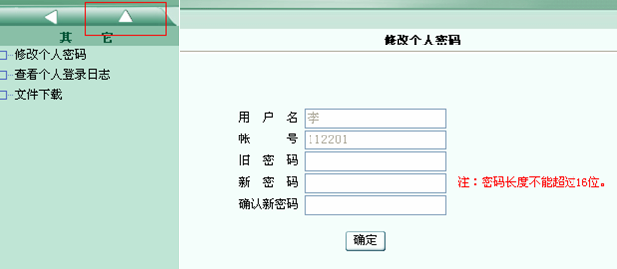 其 它
修改个人密码
查看个人登录日志
文件下载
修改个人密码
用 户 名 李
帐 号 112201
旧 密 码
新 密 码 注：密码长度不能超过16位。
确认新密码
确定